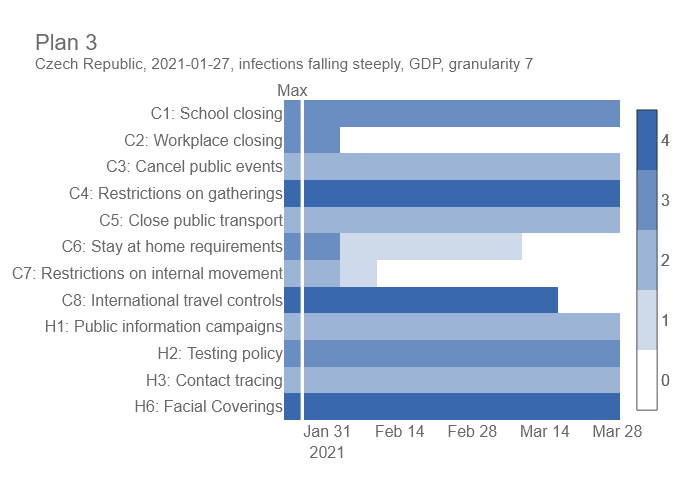 Plan 3
Czech Republic, 2021-01-27, infections falling steeply, GDP, granularity 7
Max
C1: School closing
C2: Workplace closing
C3: Cancel public events
C4: Restrictions on gatherings
C5: Close public transport
C6: Stay at home requirements
C7: Restrictions on internal movement
C8: International travel controls
H1: Public information campaigns
H2: Testing policy
H3: Contact tracing
H6: Facial Coverings
Jan 31 Feb 14 Feb 28 Mar 14 Mar 28
2021
4
3
2
1
0